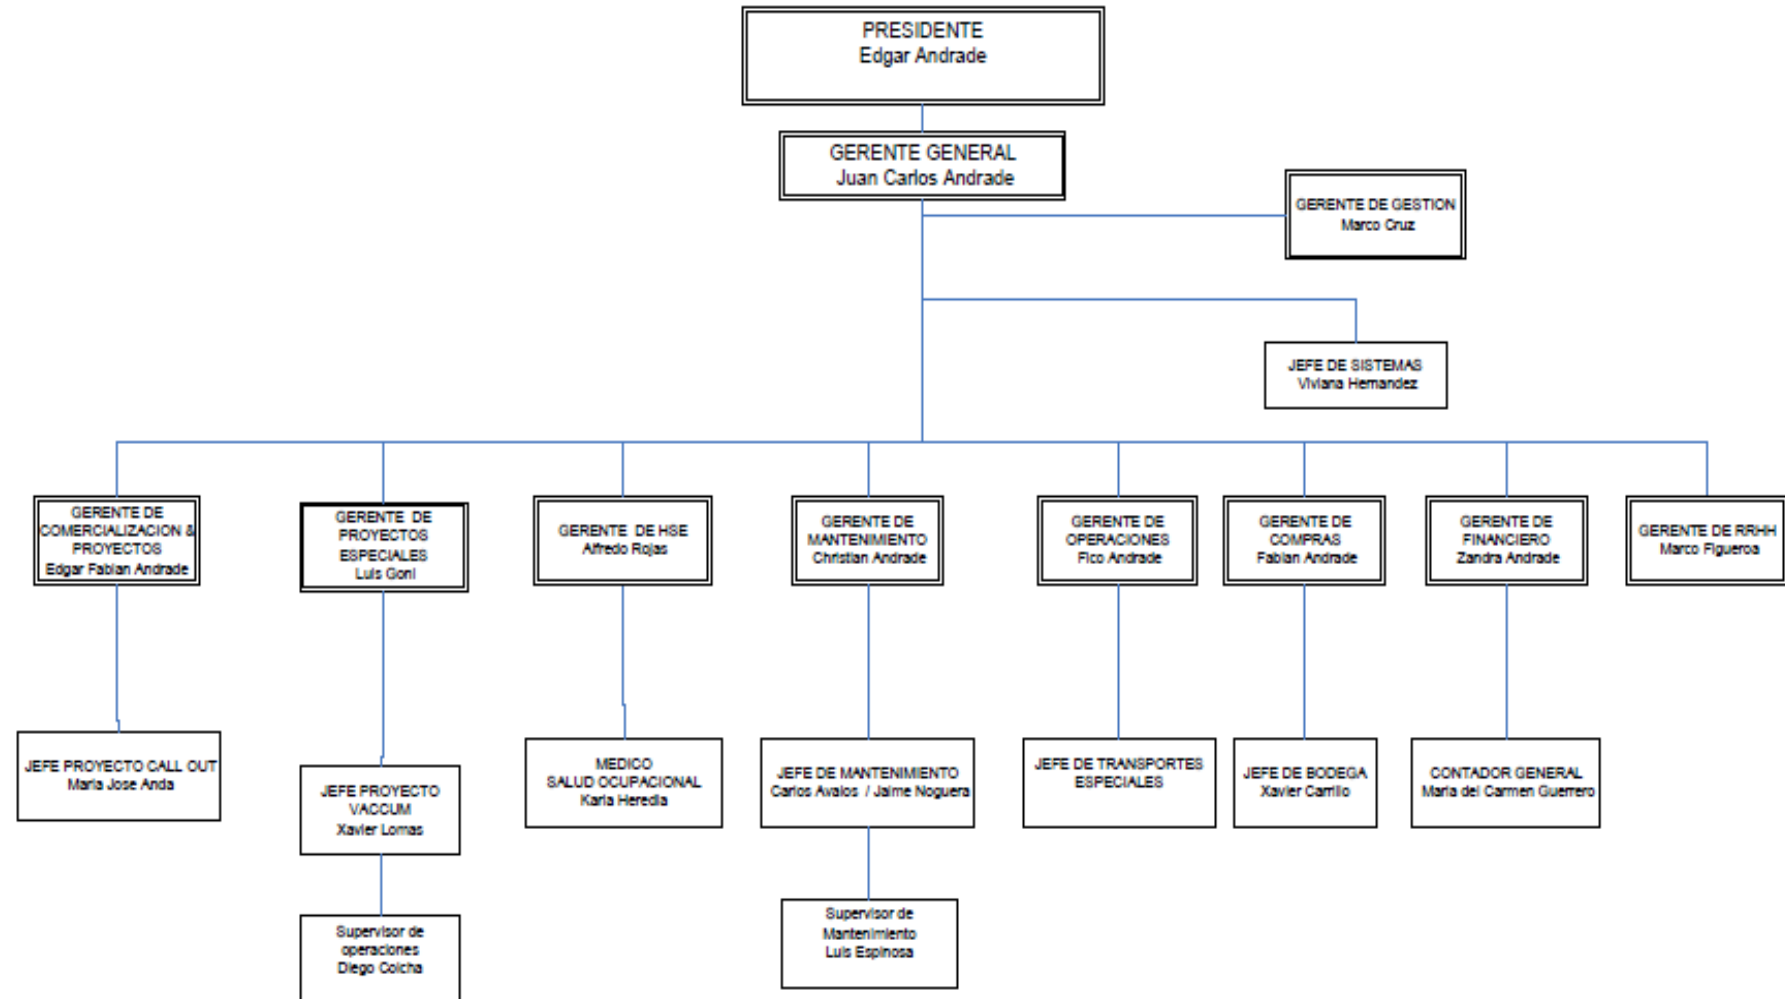 PRESIDENTE
Edgar Andrade
GERENTE GENERAL
Juan Carlos Andrade
GERENTE DE GESTION
Marco Cruz
JEFE DE SISTEMAS
Viviana Hernandez
GERENTE DE
COMERCIALIZACION &
PROYECTOS
Edgar Fabian Andrade
GERENTE DE
PROYECTOS
ESPECIALES
Luis Goni
GERENTE DE HSE
Alfredo Rojas
GERENTE DE
MANTENIMIENTO
Christian Andrade
GERENTE DE
OPERACIONES
Fico Andrade
GERENTE DE
COMPRAS
Fabian Andrade
GERENTE DE
FINANCIERO
Zandra Andrade
GERENTE DE RRHH
Marco Figueroa
JEFE PROYECTO CALL OUT
Maria Jose Anda
JEFE PROYECTO
VACCUM
Xavier Lomas
MEDICO
SALUD OCUPACIONAL
Karla Heredia
JEFE DE MANTENIMIENTO
Carlos Avalos / Jaime Noguera
JEFE DE TRANSPORTES
ESPECIALES
JEFE DE BODEGA
Xavier Carrillo
CONTADOR GENERAL
Maria del Carmen Guerrero
Supervisor de
operaciones
Diego Colcha
Supervisor de
Mantenimiento
Luis Espinosa